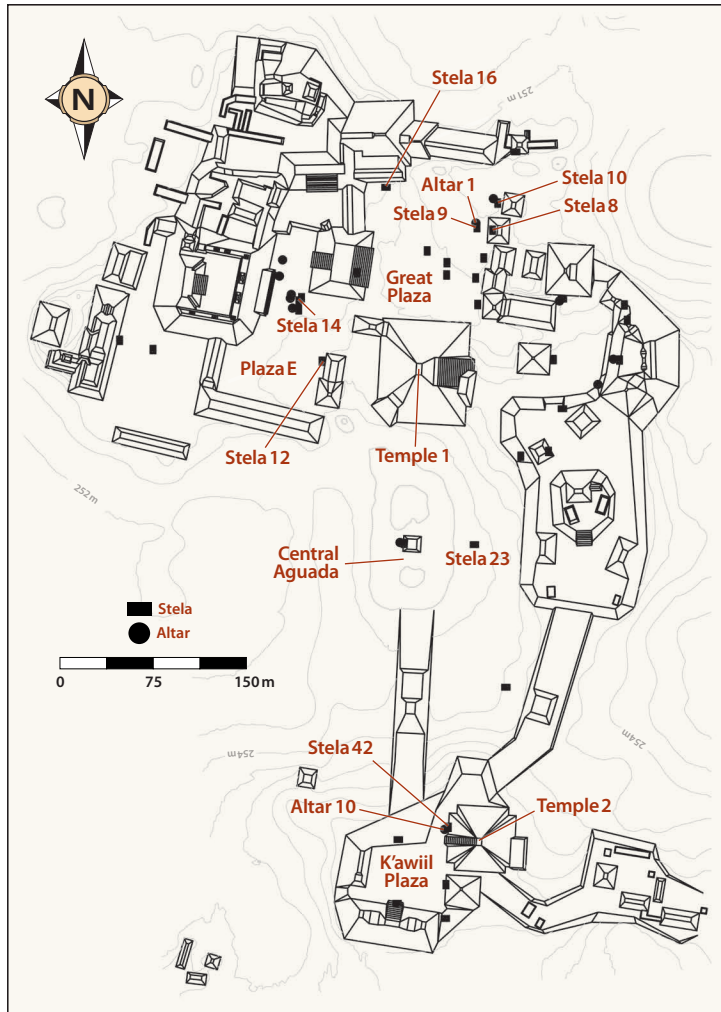 N
251 m
Stela 16
Altar 1
Stela 10
Stela 9
Stela 8
Great
Plaza
Stela 14
Plaza E
Stela 12
Temple 1
252 m
Central
Aguada
Stela 23
Stela
Altar
0 75 150 m
254 m
254 m
Stela 42
Altar 10
Temple 2
K'awiil
Plaza